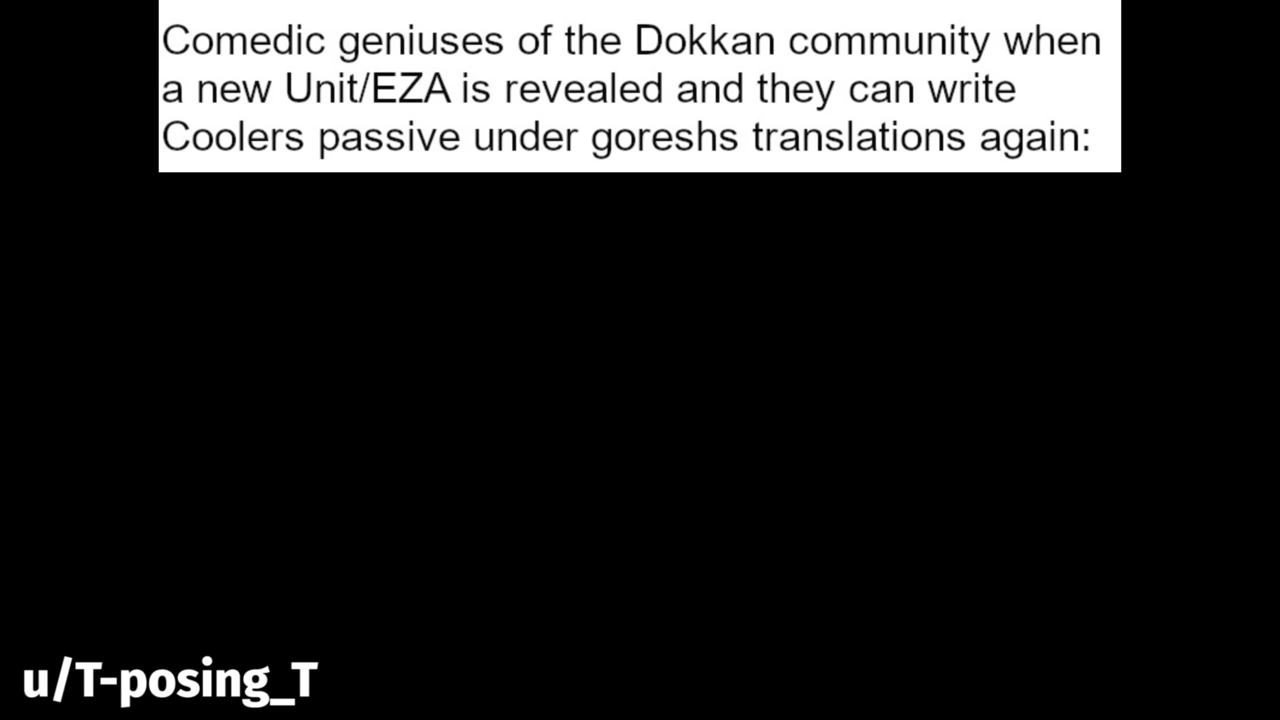 Comedic geniuses of the Dokkan community when
a new Unit/EZA is revealed and they can write
Coolers passive under goreshs translations again:
u/T-posing_T